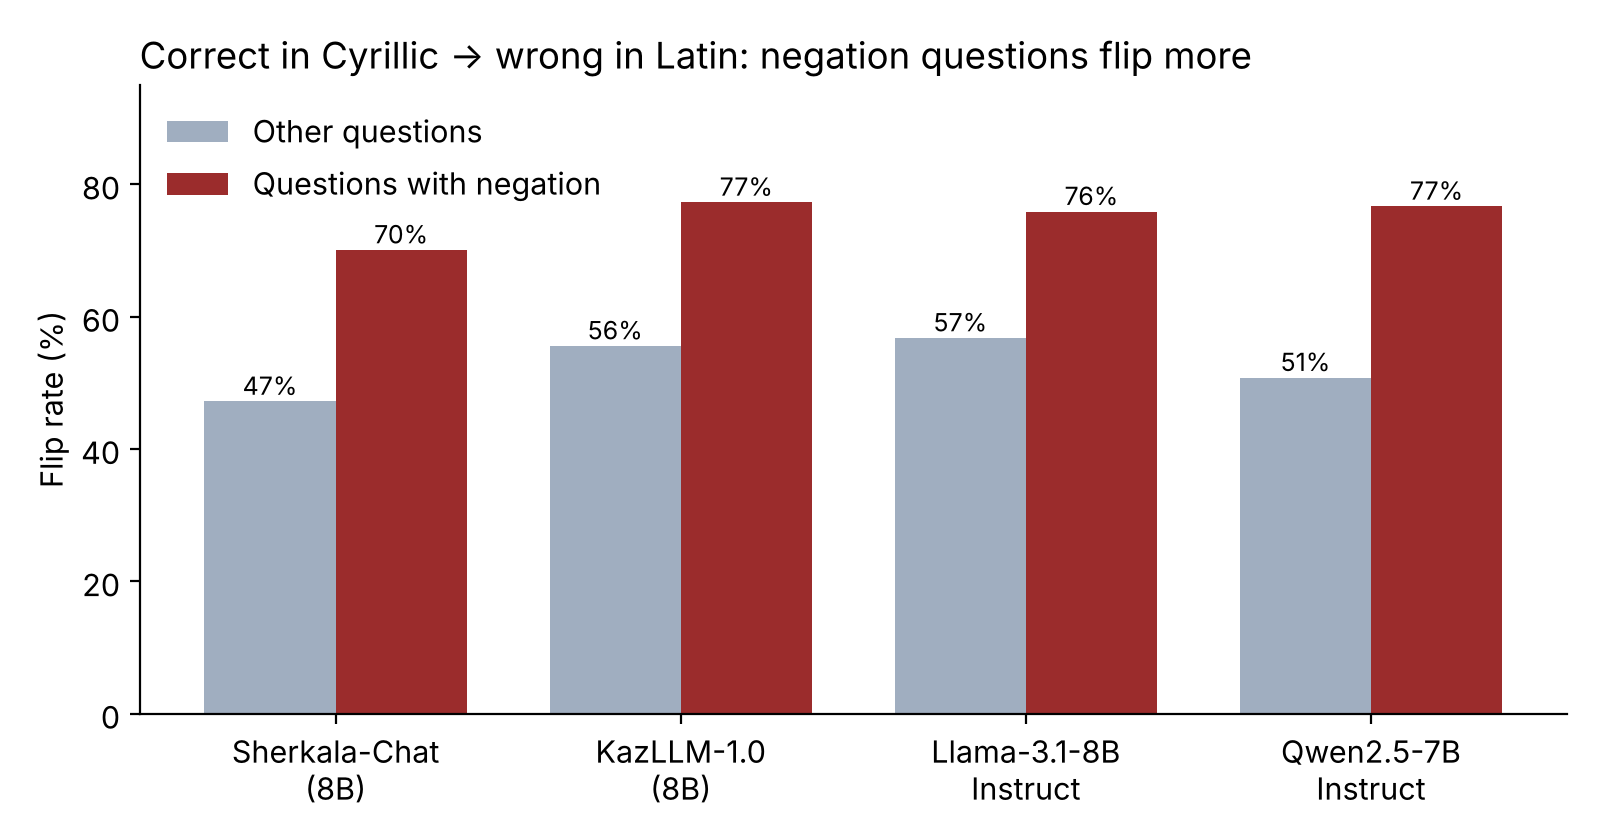 Correct in Cyrillic → wrong in Latin: negation questions flip more
Other questions
Questions with negation
Flip rate (%)
80
60
40
20
0
47%
70%
56%
77%
57%
76%
51%
77%
Sherkala-Chat
(8B)
KazLLM-1.0
(8B)
Llama-3.1-8B
Instruct
Qwen2.5-7B
Instruct